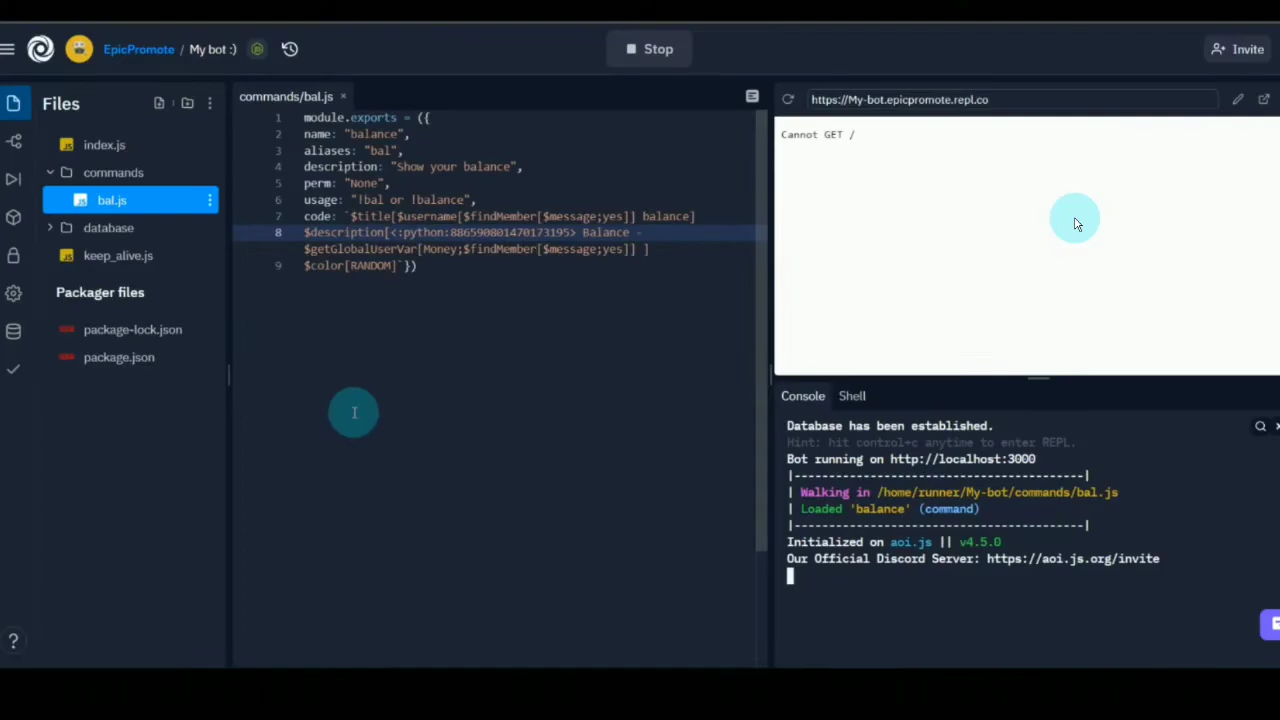 EpicPromote / My bot :)
Stop
Invite
Files
index.js
commands
bal.js
database
keep_alive.js
Packager files
package-lock.json
package.json
?
commands/bal.js ×
1 module.exports = ({
2 name: "balance",
3 aliases: "bal",
4 description: "Show your balance",
5 perm: "None",
6 usage: "!bal or !balance",
7 code: `$title[$username[$findMember[$message;yes]] balance]
8 $description[<:python:886590801470173195> Balance -
$getGlobalUserVar[Money;$findMember[$message;yes]] ]
9 $color[RANDOM]`})
https://My-bot.epicpromote.repl.co
Cannot GET /
Console Shell
Database has been established.
Hint: hit control+c anytime to enter REPL.
Bot running on http://localhost:3000
|--------------------------------------------|
| Walking in /home/runner/My-bot/commands/bal.js
| Loaded 'balance' (command)
|--------------------------------------------|
Initialized on aoi.js || v4.5.0
Our Official Discord Server: https://aoi.js.org/invite